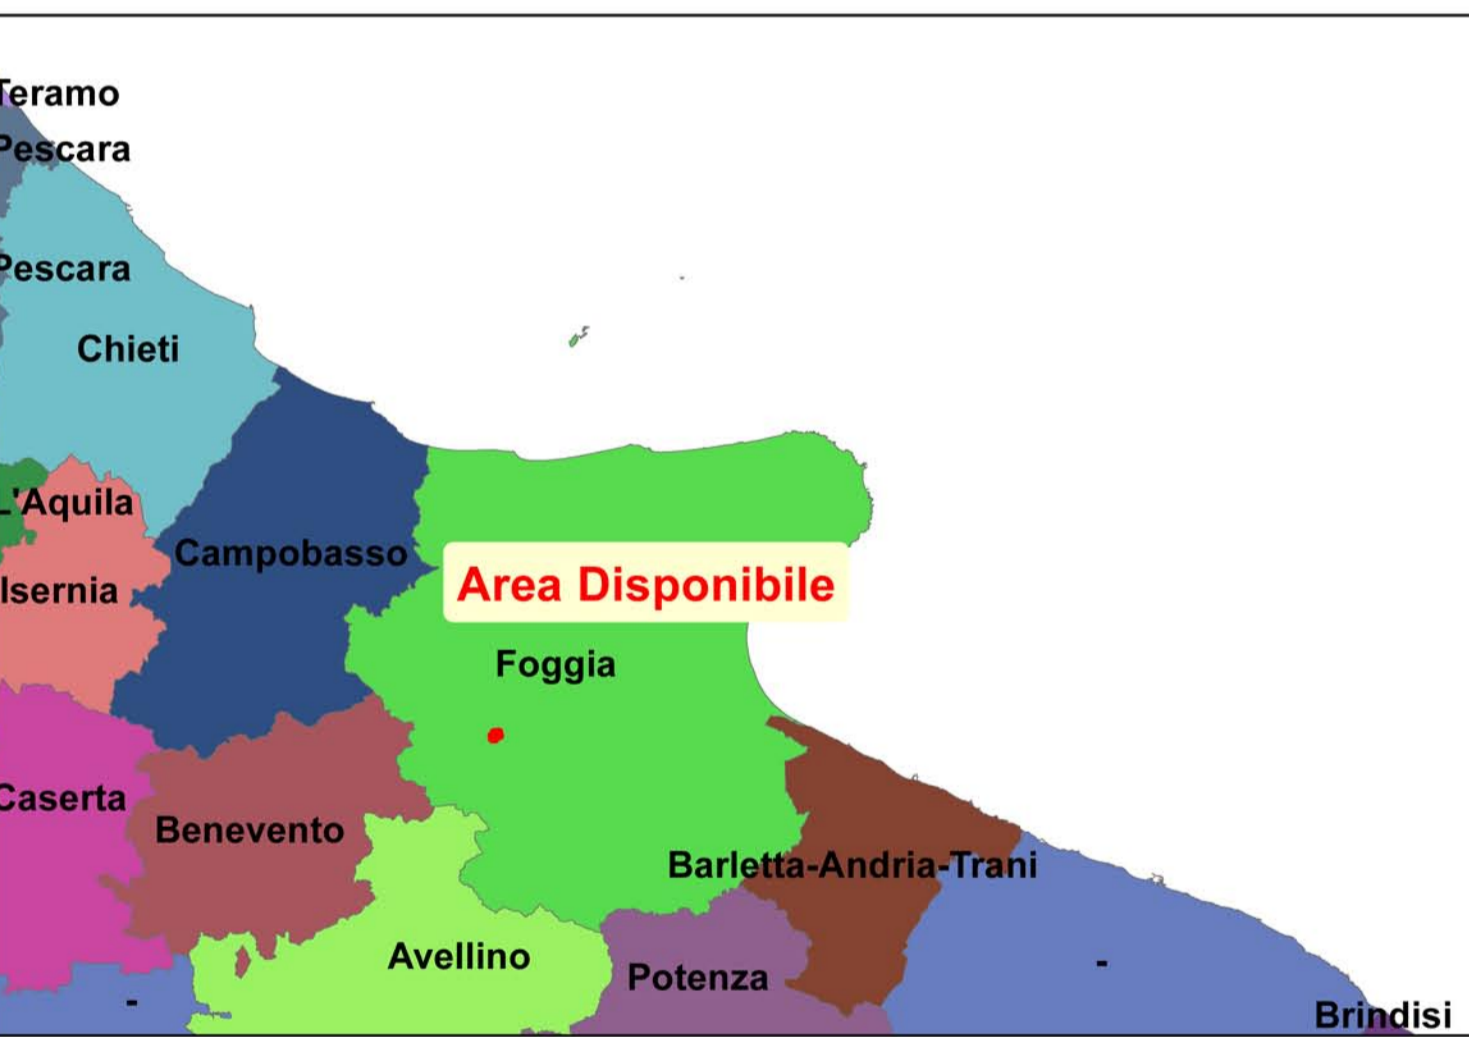 Teramo
Pescara
Pescara
Chieti
L'Aquila
Campobasso
Isernia
Area Disponibile
Foggia
Caserta
Benevento
Barletta-Andria-Trani
Avellino
Potenza
-
-
Brindisi